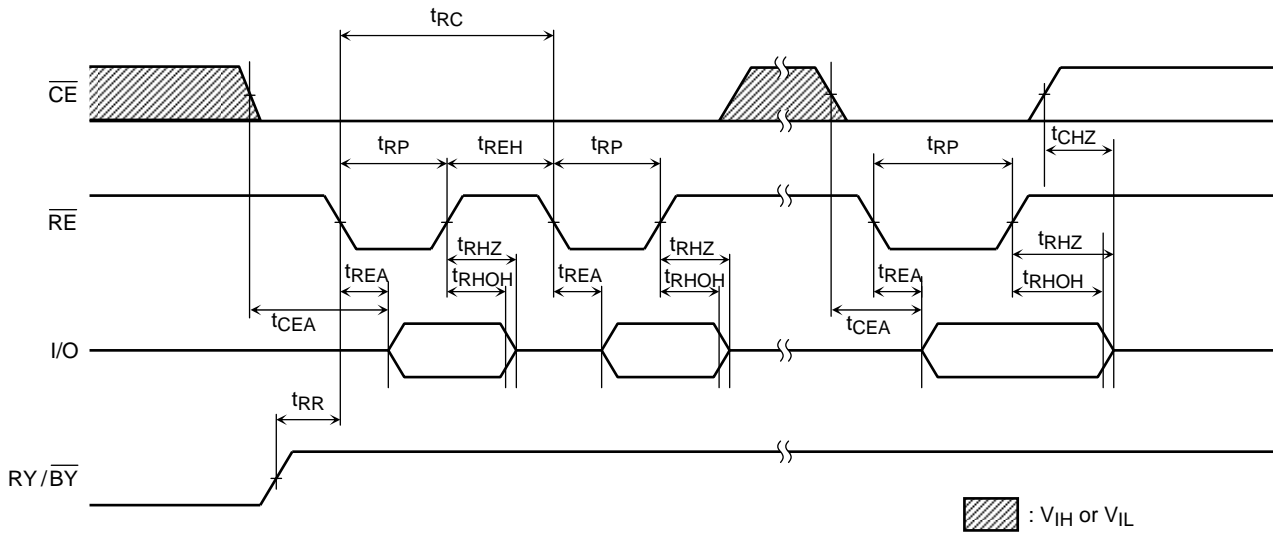 tRC
CE
tRP
tREH
tRP
tRP
tCHZ
RE
tRHZ
tRHZ
tRHZ
tREA
tRHOH
tREA
tRHOH
tREA
tRHOH
tCEA
tCEA
I/O
tRR
RY/BY
: VIH or VIL